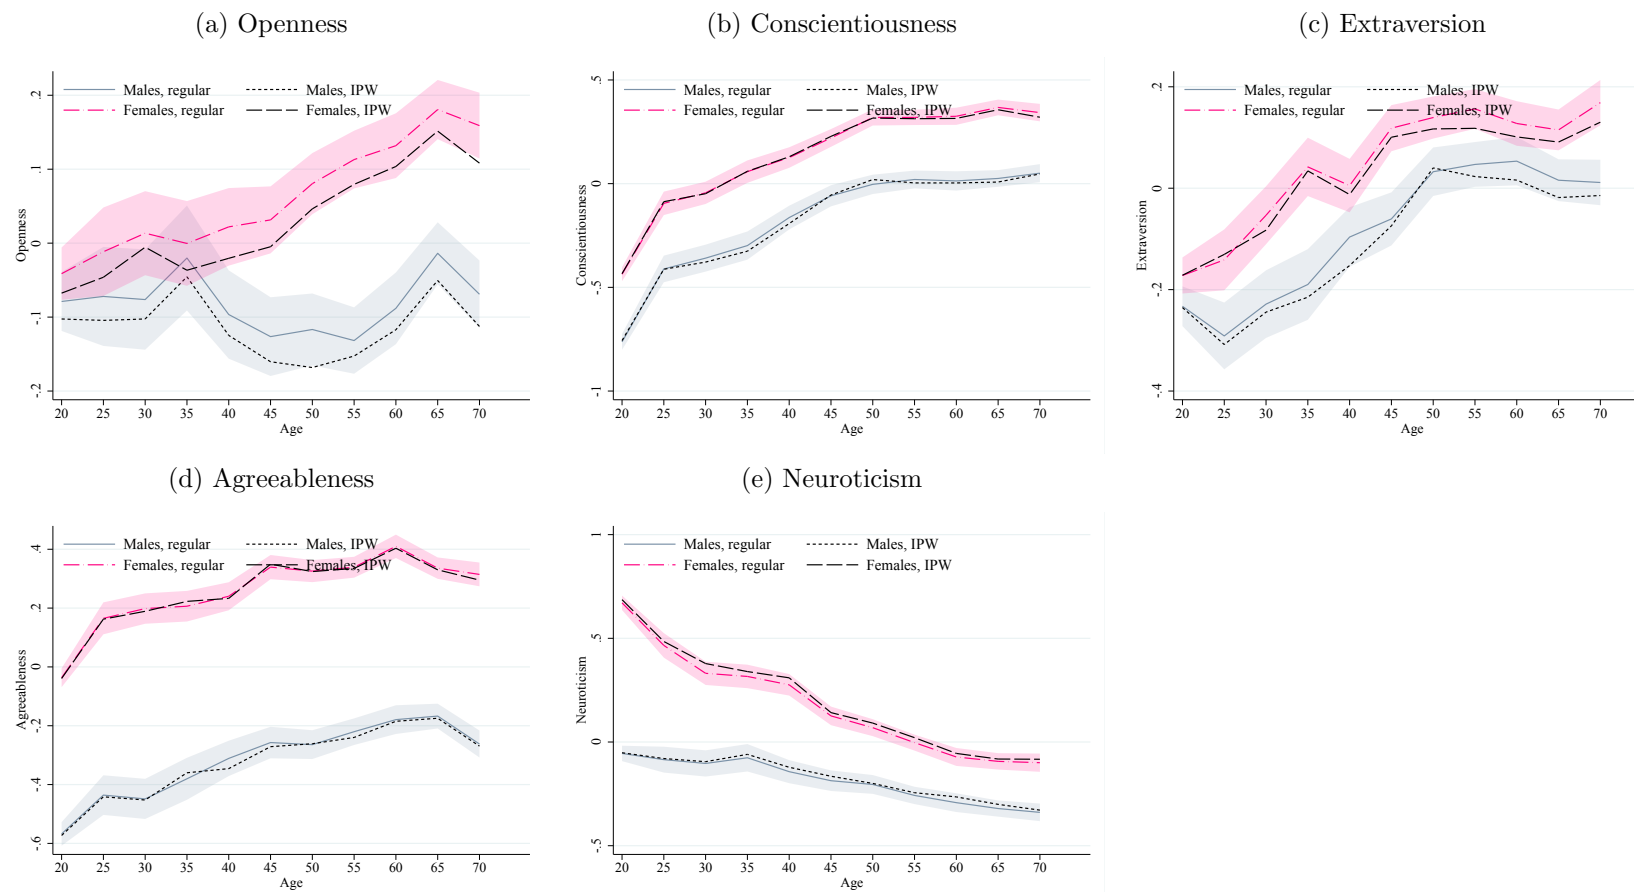 (a) Openness
(b) Conscientiousness
(c) Extraversion
Males, regular
Males, IPW
Females, regular
Females, IPW
Openness
.2
.1
0
-.1
-.2
20 25 30 35 40 45 50 55 60 65 70
Age
Males, regular
Males, IPW
Females, regular
Females, IPW
Conscientiousness
.5
0
-.5
-1
20 25 30 35 40 45 50 55 60 65 70
Age
Males, regular
Males, IPW
Females, regular
Females, IPW
Extraversion
.2
0
-.2
-.4
20 25 30 35 40 45 50 55 60 65 70
Age
(d) Agreeableness
(e) Neuroticism
Males, regular
Males, IPW
Females, regular
Females, IPW
Agreeableness
.4
.2
0
-.2
-.4
-.6
20 25 30 35 40 45 50 55 60 65 70
Age
Males, regular
Males, IPW
Females, regular
Females, IPW
Neuroticism
1
.5
0
-.5
20 25 30 35 40 45 50 55 60 65 70
Age